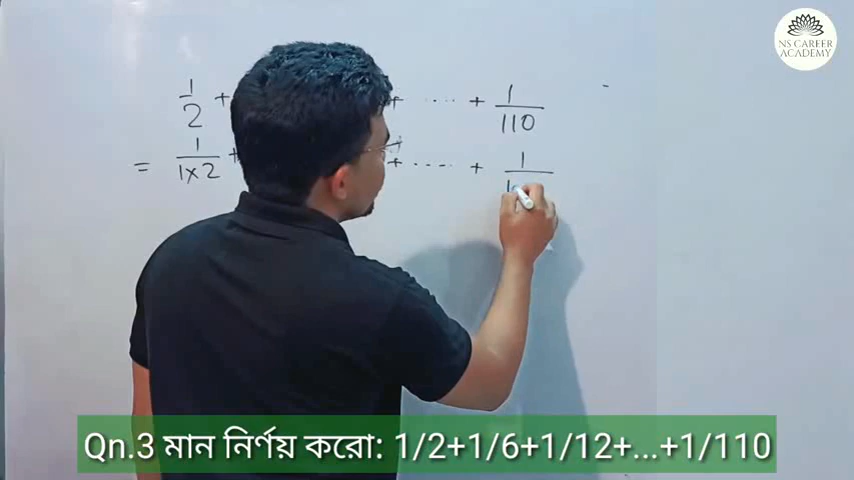 NS CAREER
ACADEMY
1/2 + + .... + 1/110
= 1/1×2 + + .... + 1/
Qn.3 মান নির্ণয় করো: 1/2+1/6+1/12+...+1/110